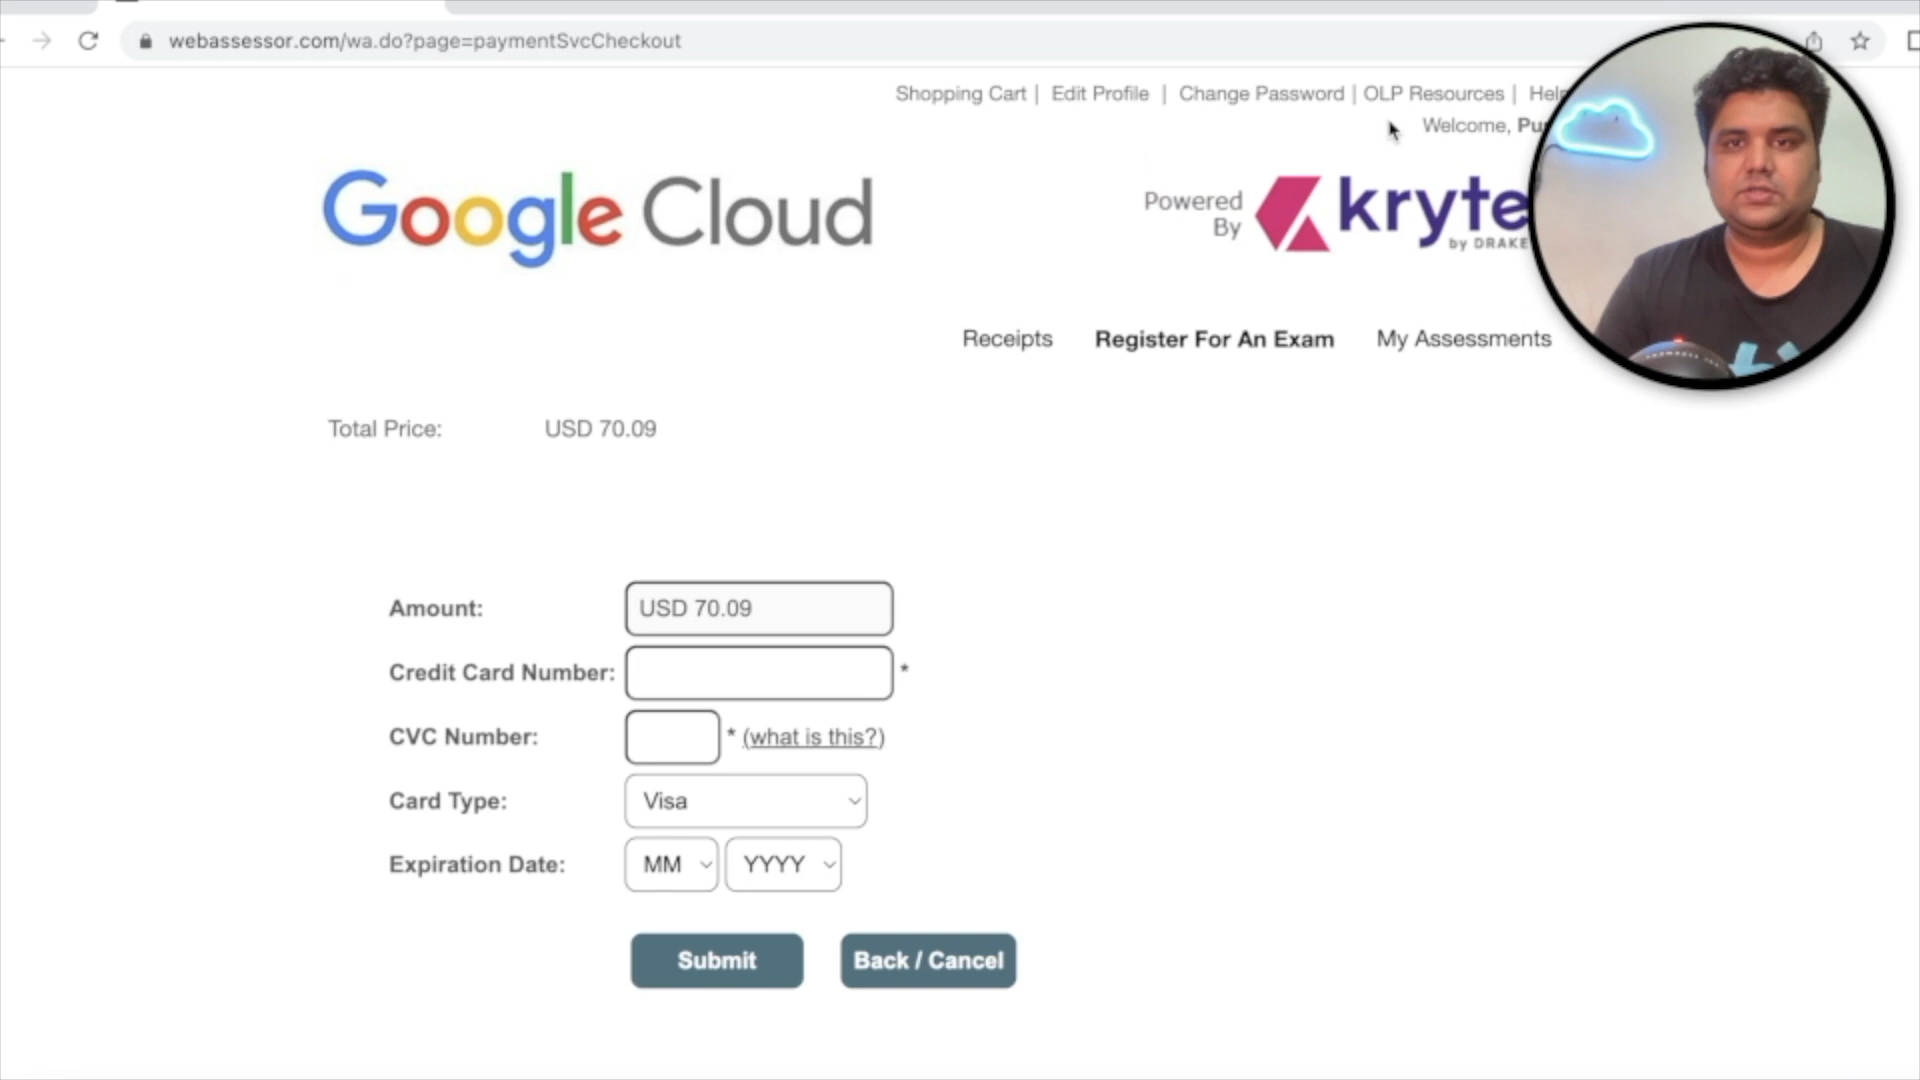 webassessor.com/wa.do?page=paymentSvcCheckout
Shopping Cart | Edit Profile | Change Password | OLP Resources |
Welcome,
Google Cloud
Powered
By
by DRAKE
Receipts Register For An Exam My Assessments
Total Price: USD 70.09
Amount: USD 70.09
Credit Card Number: *
CVC Number: * (what is this?)
Card Type: Visa
Expiration Date: MM YYYY
Submit Back / Cancel